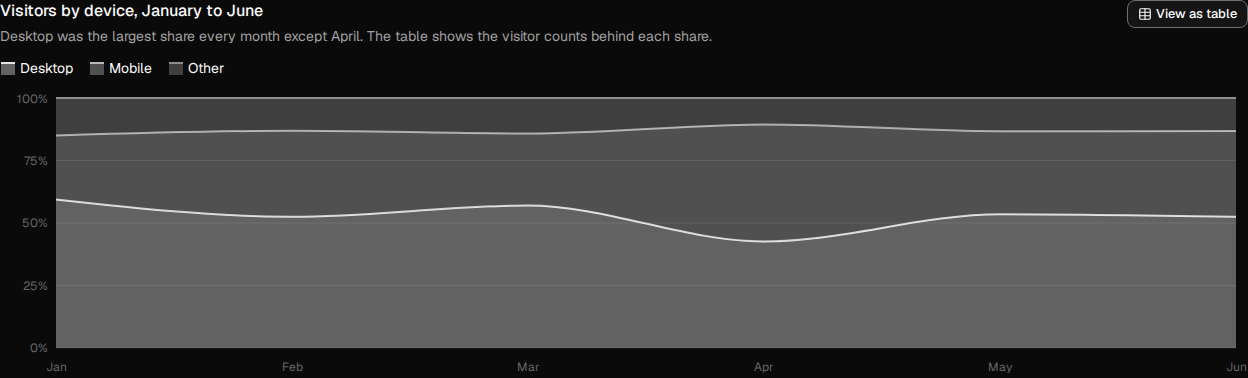 Visitors by device, January to June
View as table
Desktop was the largest share every month except April. The table shows the visitor counts behind each share.
Desktop Mobile Other
100%
75%
50%
25%
0%
Jan Feb Mar Apr May Jun